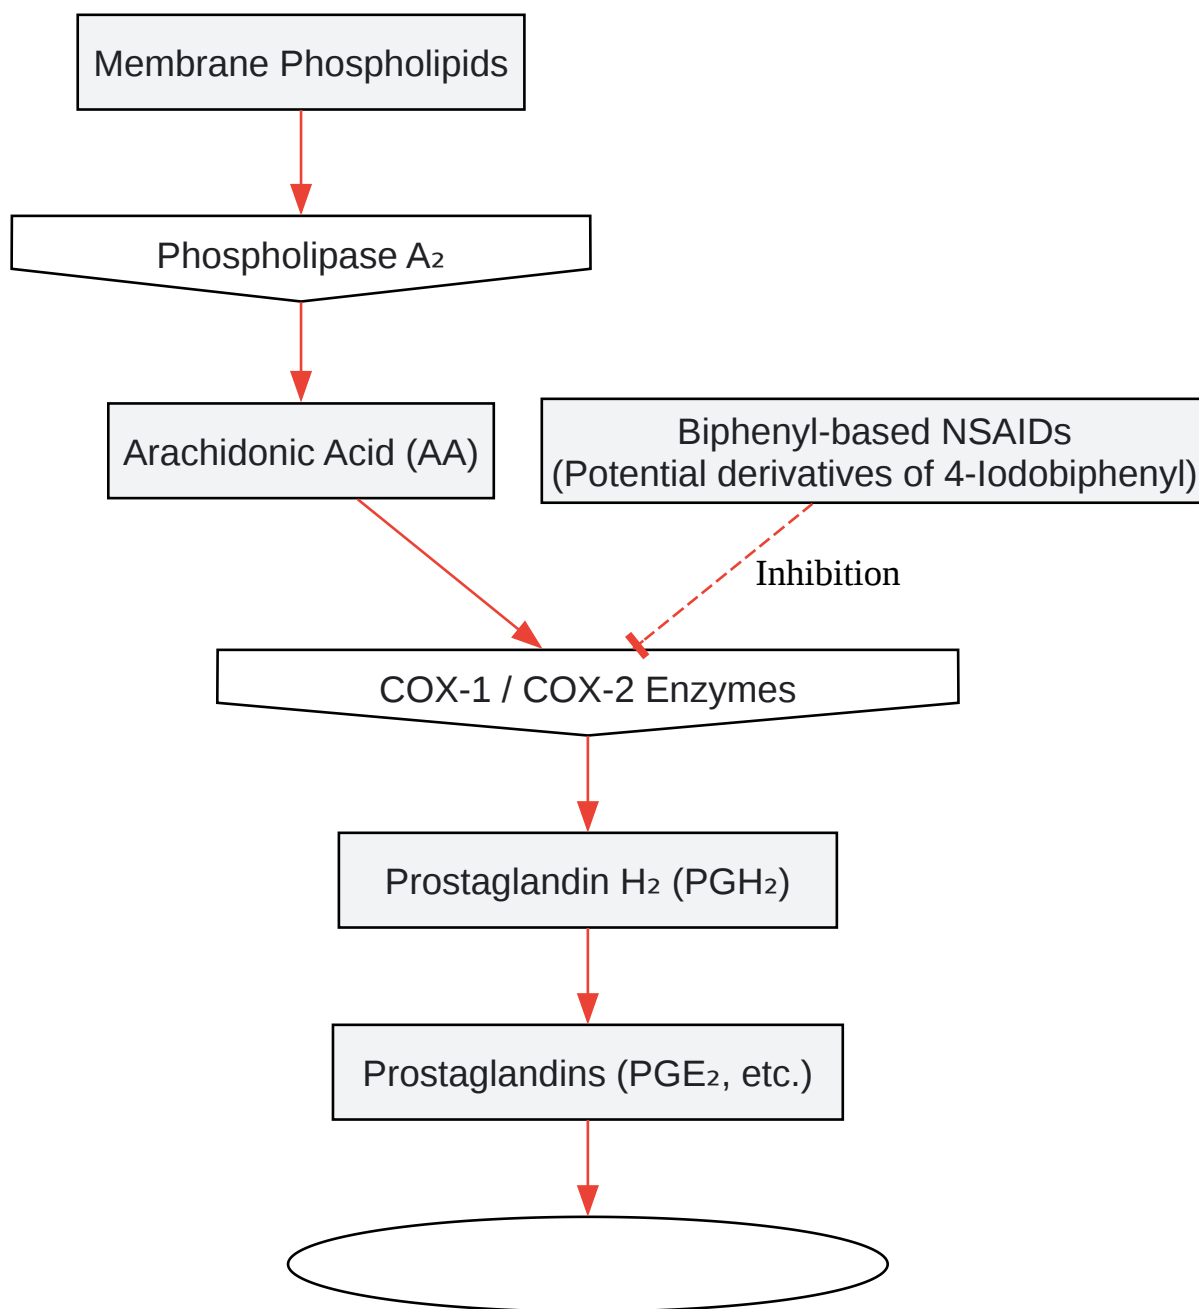 Membrane Phospholipids
Phospholipase A₂
Arachidonic Acid (AA)
Biphenyl-based NSAIDs
(Potential derivatives of 4-Iodobiphenyl)
Inhibition
COX-1 / COX-2 Enzymes
Prostaglandin H₂ (PGH₂)
Prostaglandins (PGE₂, etc.)